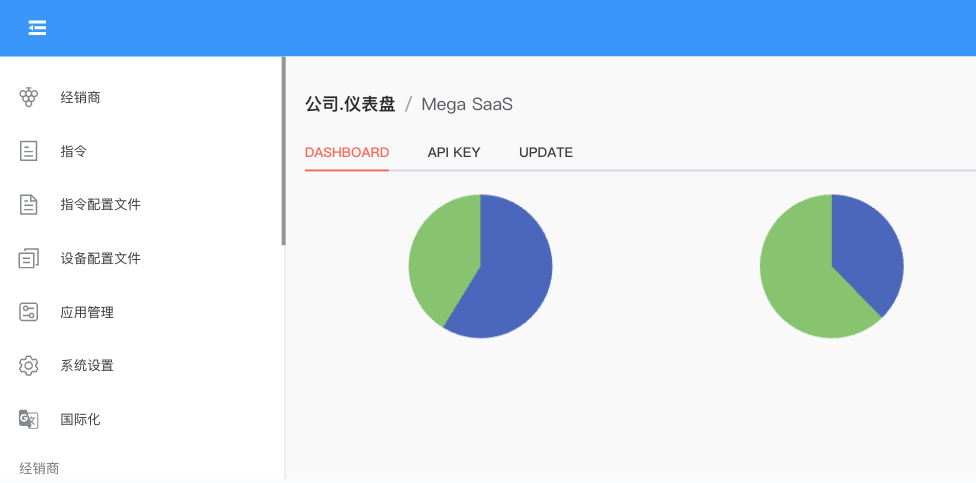 经销商
指令
指令配置文件
设备配置文件
应用管理
系统设置
国际化
经销商
公司.仪表盘 / Mega SaaS
DASHBOARD API KEY UPDATE